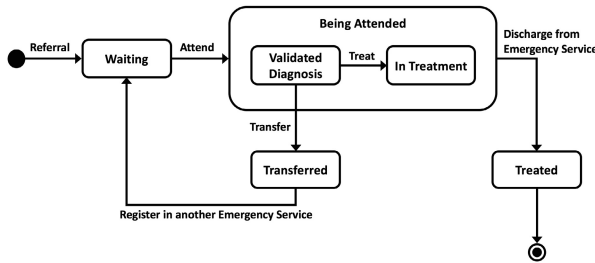 Being Attended
Discharge from
Emergency Service
Referral
Waiting
Attend
Validated
Diagnosis
Treat
In Treatment
Transfer
Transferred
Treated
Register in another Emergency Service